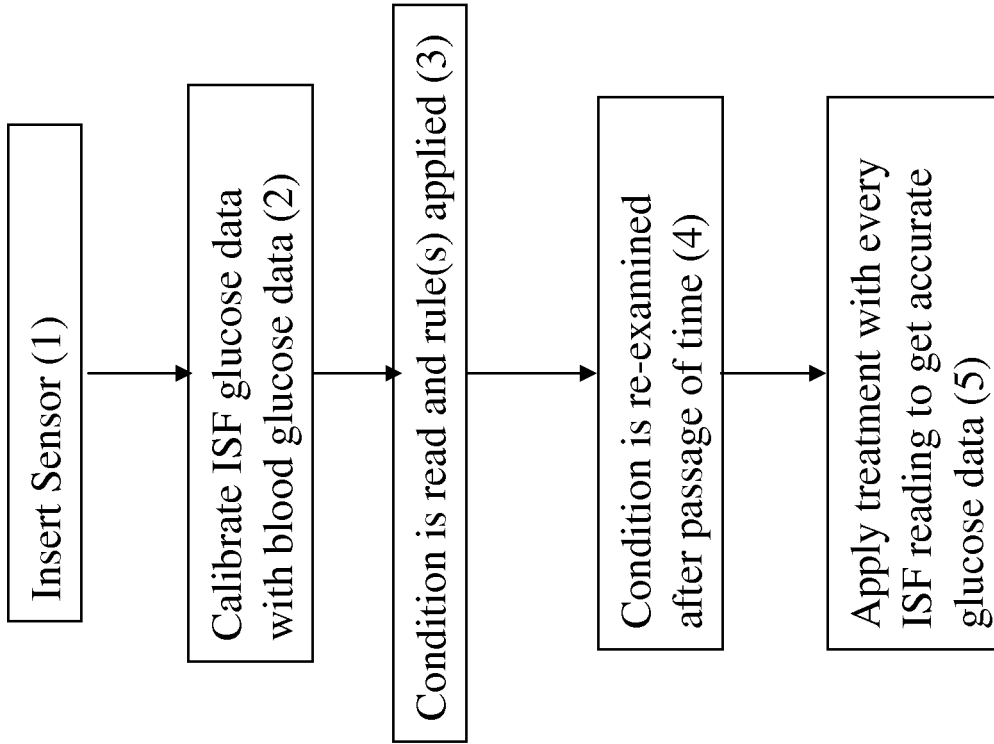 Insert Sensor (1)
Calibrate ISF glucose data
with blood glucose data (2)
Condition is read and rule(s) applied (3)
Condition is re-examined
after passage of time (4)
Apply treatment with every
ISF reading to get accurate
glucose data (5)